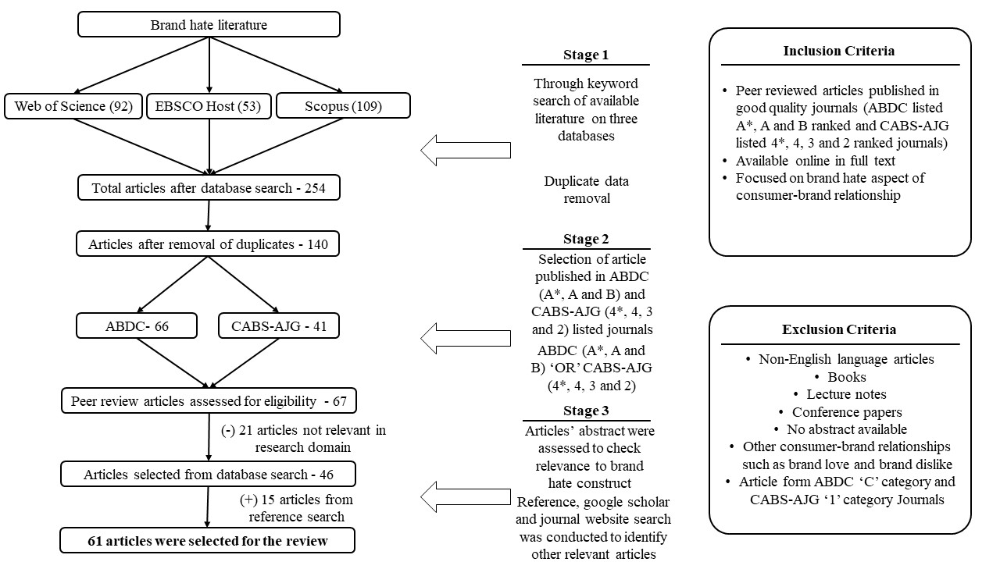 Brand hate literature
Web of Science (92)
EBSCO Host (53)
Scopus (109)
Total articles after database search - 254
Articles after removal of duplicates - 140
ABDC- 66
CABS-AJG - 41
Peer review articles assessed for eligibility - 67
(-) 21 articles not relevant in
research domain
Articles selected from database search - 46
(+) 15 articles from
reference search
61 articles were selected for the review
Stage 1
Through keyword
search of available
literature on three
databases
Duplicate data
removal
Stage 2
Selection of article
published in ABDC
(A*, A and B) and
CABS-AJG (4*, 4, 3
and 2) listed journals
ABDC (A*, A and
B) ‘OR’ CABS-AJG
(4*, 4, 3 and 2)
Stage 3
Articles’ abstract were
assessed to check
relevance to brand
hate construct
Reference, google scholar
and journal website search
was conducted to identify
other relevant articles
Inclusion Criteria
• Peer reviewed articles published in
good quality journals (ABDC listed
A*, A and B ranked and CABS-AJG
listed 4*, 4, 3 and 2 ranked journals)
• Available online in full text
• Focused on brand hate aspect of
consumer-brand relationship
Exclusion Criteria
• Non-English language articles
• Books
• Lecture notes
• Conference papers
• No abstract available
• Other consumer-brand relationships
such as brand love and brand dislike
• Article form ABDC ‘C’ category and
CABS-AJG ‘1’ category Journals